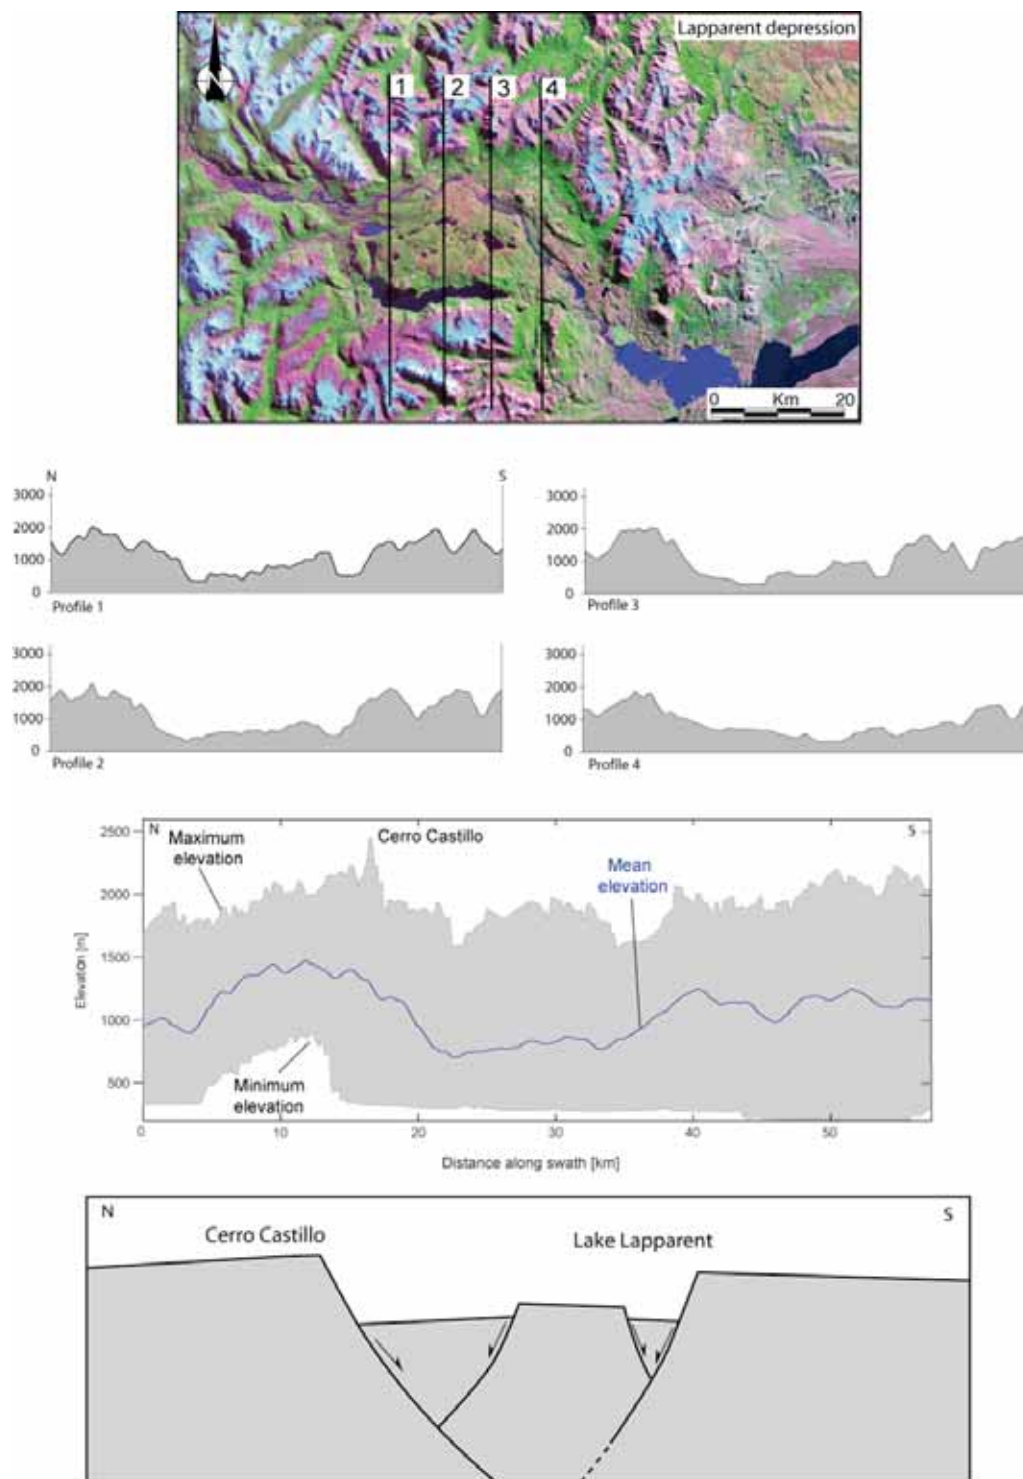 Lapparent depression
N
1 2 3 4
0 Km 20
N S
3000
2000
1000
0
Profile 1
3000
2000
1000
0
Profile 3
3000
2000
1000
0
Profile 2
3000
2000
1000
0
Profile 4
N Maximum elevation
Cerro Castillo
S
Mean
elevation
2500
2000
1500
1000
500
Elevation [m]
Minimum
elevation
0 10 20 30 40 50
Distance along swath [km]
N S
Cerro Castillo
Lake Lapparent